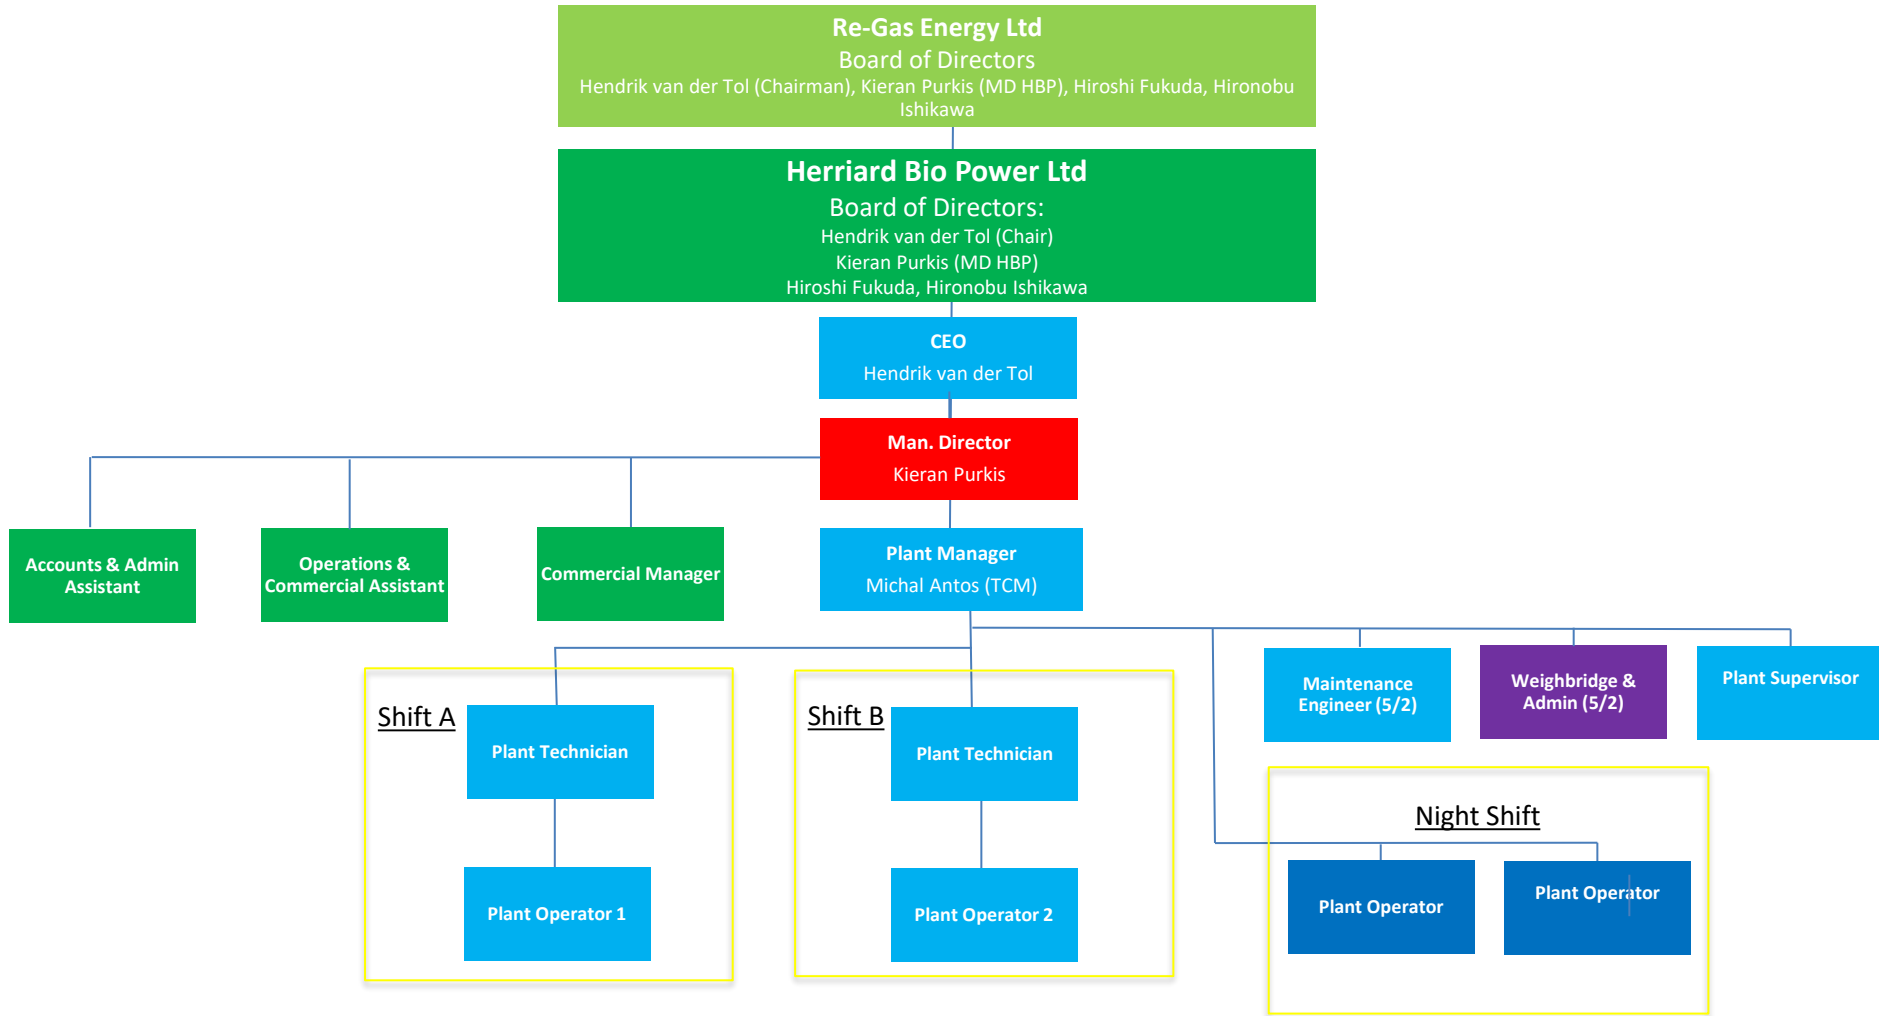 Re-Gas Energy Ltd
Board of Directors
Hendrik van der Tol (Chairman), Kieran Purkis (MD HBP), Hiroshi Fukuda, Hironobu
Ishikawa
Herriard Bio Power Ltd
Board of Directors:
Hendrik van der Tol (Chair)
Kieran Purkis (MD HBP)
Hiroshi Fukuda, Hironobu Ishikawa
CEO
Hendrik van der Tol
Man. Director
Kieran Purkis
Accounts & Admin
Assistant
Operations &
Commercial Assistant
Commercial Manager
Plant Manager
Michal Antos (TCM)
Shift A
Plant Technician
Plant Operator 1
Shift B
Plant Technician
Plant Operator 2
Maintenance
Engineer (5/2)
Weighbridge &
Admin (5/2)
Plant Supervisor
Night Shift
Plant Operator
Plant Operator